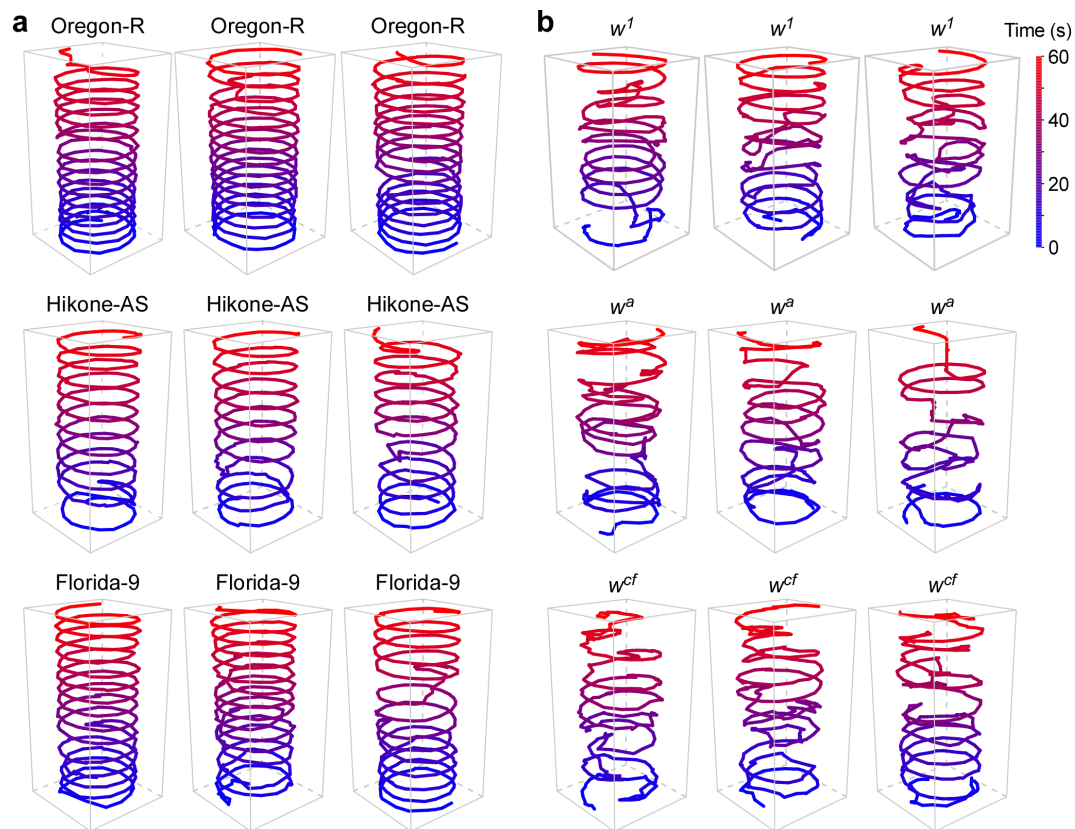 a
Oregon-R Oregon-R Oregon-R
b
w1 w1 w1
Time (s)
60
40
20
0
Hikone-AS Hikone-AS Hikone-AS
wa wa wa
Florida-9 Florida-9 Florida-9
wcf wcf wcf